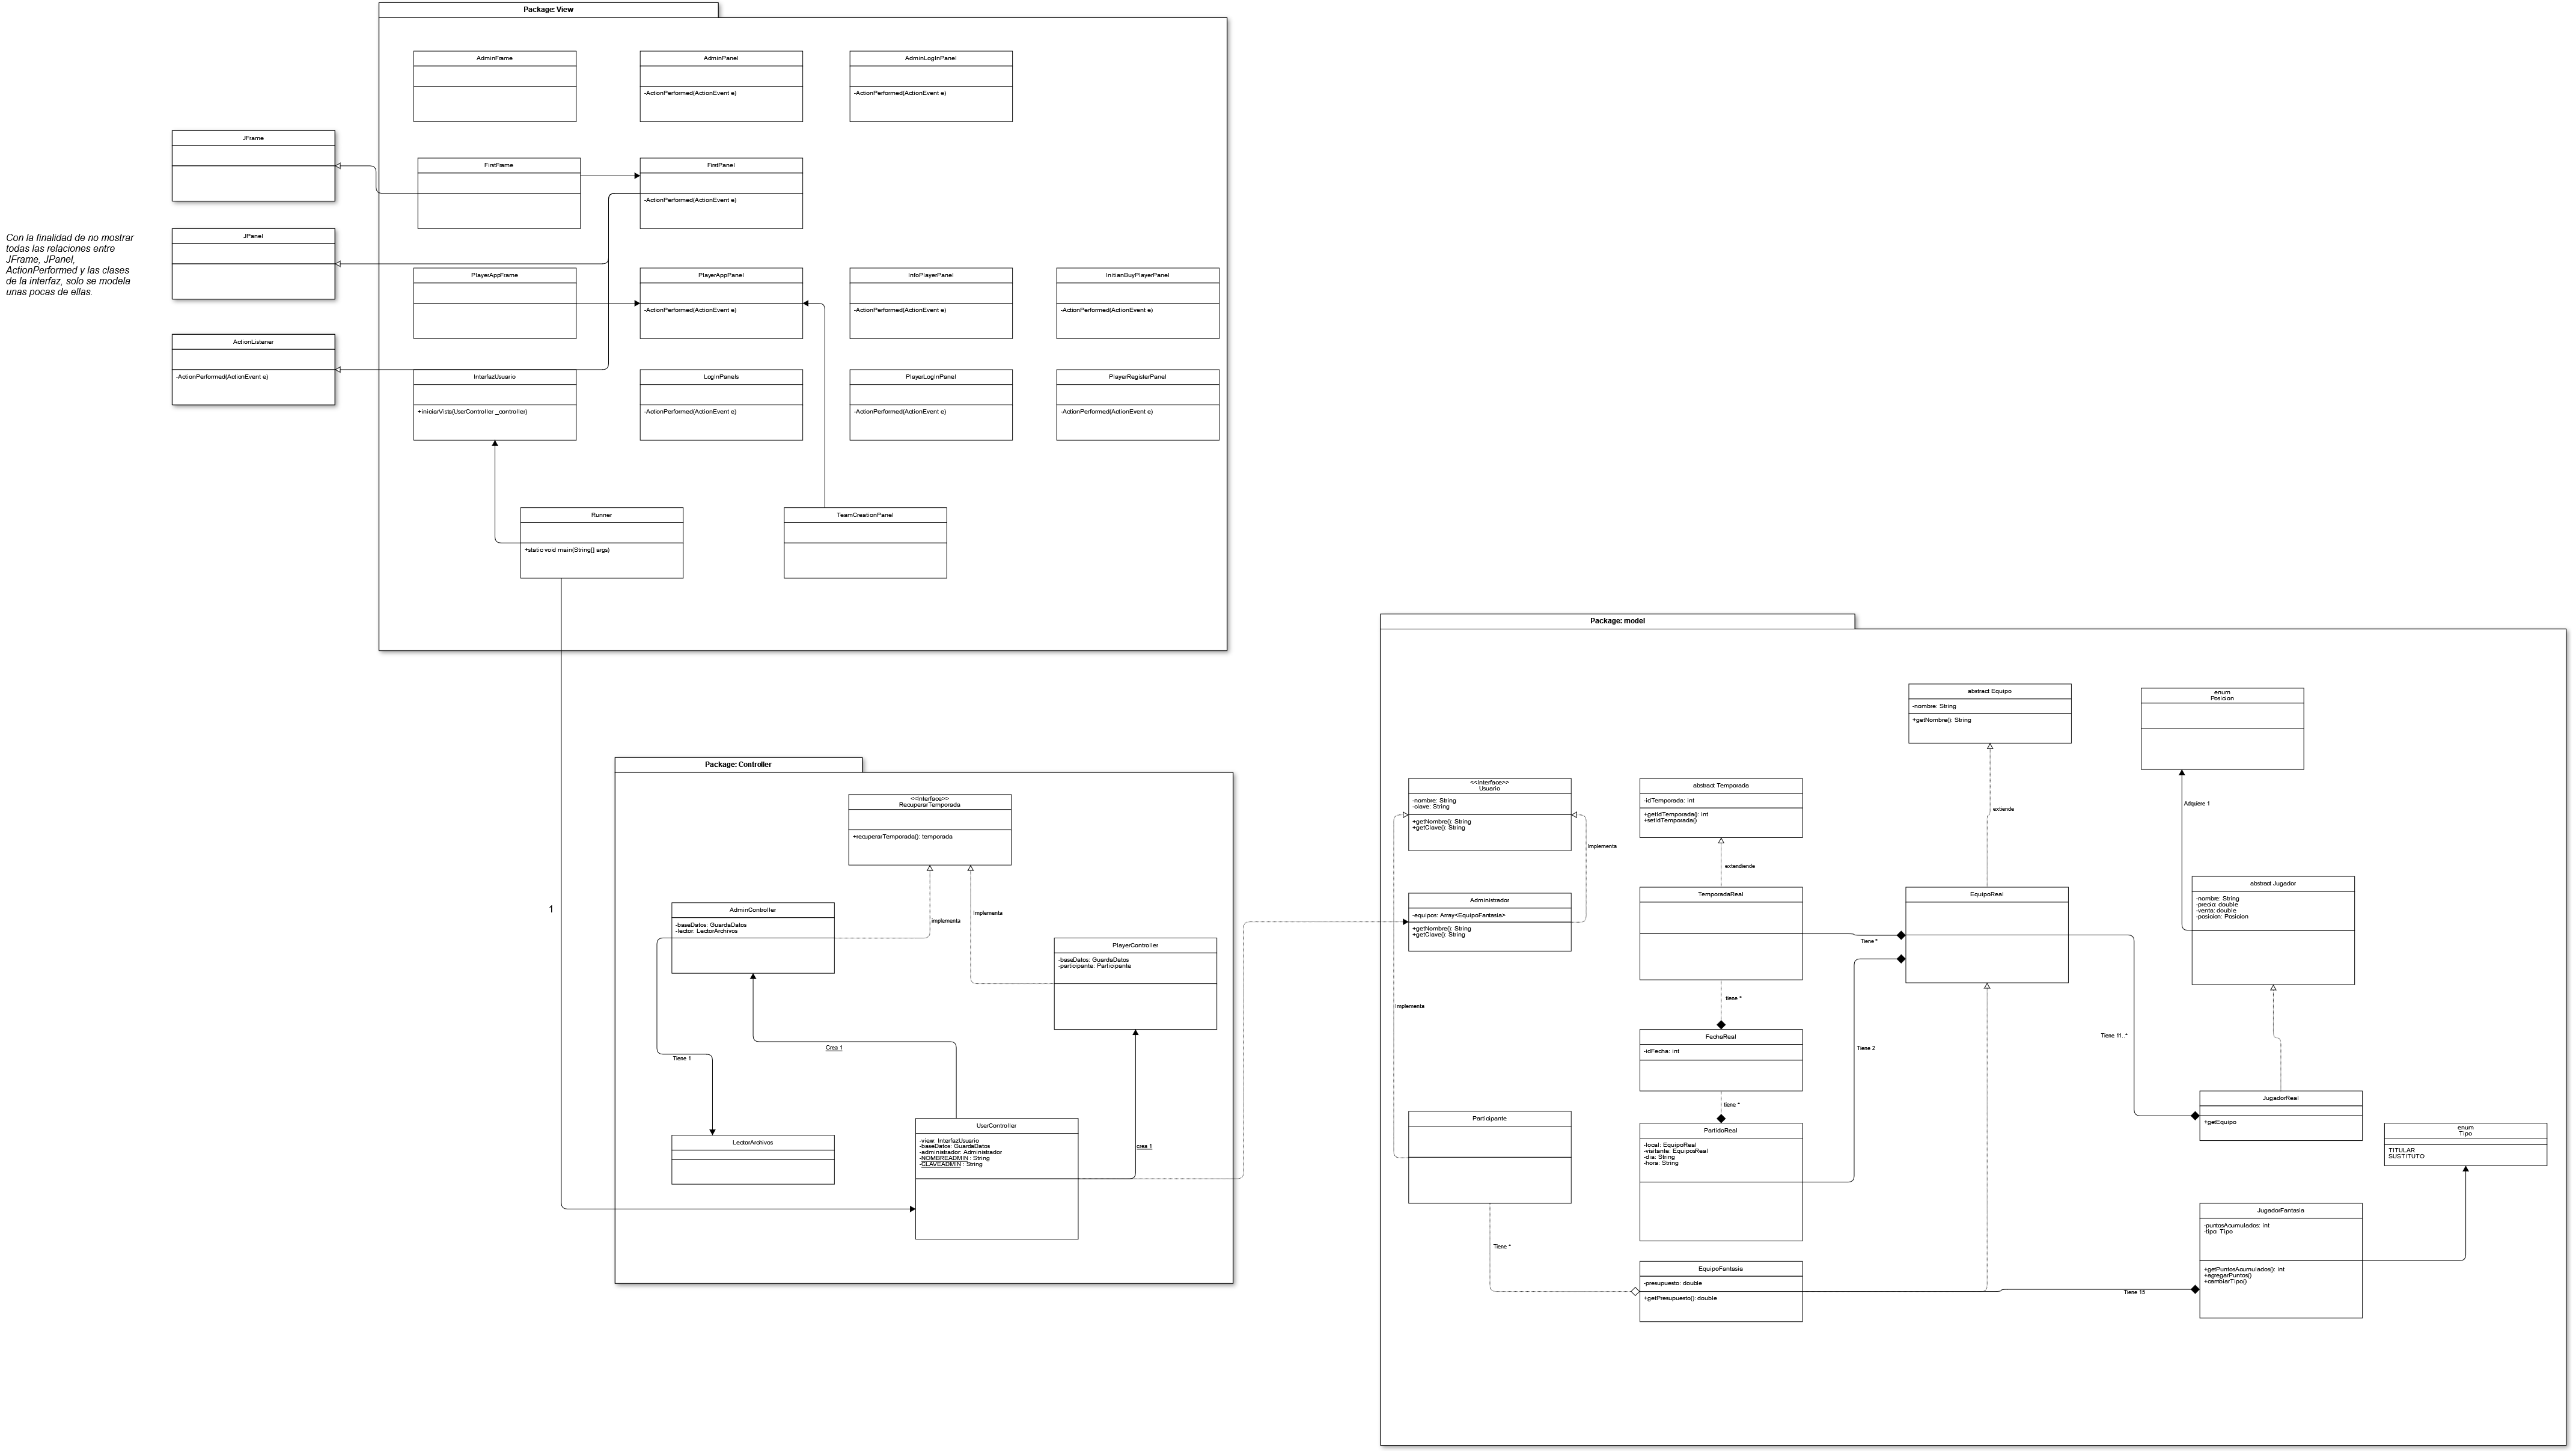 Package: View
AdminFrame
AdminPanel
-ActionPerformed(ActionEvent e)
AdminLogInPanel
-ActionPerformed(ActionEvent e)
JFrame
FirstFrame
FirstPanel
-ActionPerformed(ActionEvent e)
JPanel
Con la finalidad de no mostrar
todas las relaciones entre
JFrame, JPanel,
ActionPerformed y las clases
de la interfaz, solo se modela
unas pocas de ellas.
PlayerAppFrame
PlayerAppPanel
-ActionPerformed(ActionEvent e)
InfoPlayerPanel
-ActionPerformed(ActionEvent e)
InitianBuyPlayerPanel
-ActionPerformed(ActionEvent e)
ActionListener
-ActionPerformed(ActionEvent e)
InterfazUsuario
+iniciarVista(UserController _controller)
LogInPanels
-ActionPerformed(ActionEvent e)
PlayerLogInPanel
-ActionPerformed(ActionEvent e)
PlayerRegisterPanel
-ActionPerformed(ActionEvent e)
Runner
+static void main(String[] args)
TeamCreationPanel
1
Package: Controller
<<Interface>>
RecuperarTemporada
+recuperarTemporada(): temporada
implementa
Implementa
AdminController
-baseDatos: GuardaDatos
-lector: LectorArchivos
PlayerController
-baseDatos: GuardaDatos
-participante: Participante
Crea 1
Tiene 1
crea 1
LectorArchivos
UserController
-view: InterfazUsuario
-baseDatos: GuardaDatos
-administrador: Administrador
-NOMBREADMIN : String
-CLAVEADMIN : String
Package: model
abstract Equipo
-nombre: String
+getNombre(): String
enum
Posicion
<<Interface>>
Usuario
-nombre: String
-clave: String
+getNombre(): String
+getClave(): String
abstract Temporada
-idTemporada: int
+getIdTemporada(): int
+setIdTemporada()
extiende
Adquiere 1
Implementa
extendiende
Administrador
-equipos: Array<EquipoFantasia>
+getNombre(): String
+getClave(): String
TemporadaReal
EquipoReal
abstract Jugador
-nombre: String
-precio: double
-venta: double
-posicion: Posicion
Tiene *
tiene *
Implementa
FechaReal
-idFecha: int
Tiene 2
Tiene 11..*
tiene *
Participante
PartidoReal
-local: EquipoReal
-visitante: EquiposReal
-dia: String
-hora: String
JugadorReal
+getEquipo
enum
Tipo
TITULAR
SUSTITUTO
Tiene *
EquipoFantasia
-presupuesto: double
+getPresupuesto(): double
Tiene 15
JugadorFantasia
-puntosAcumulados: int
-tipo: Tipo
+getPuntosAcumulados(): int
+agregarPuntos()
+cambiarTipo()